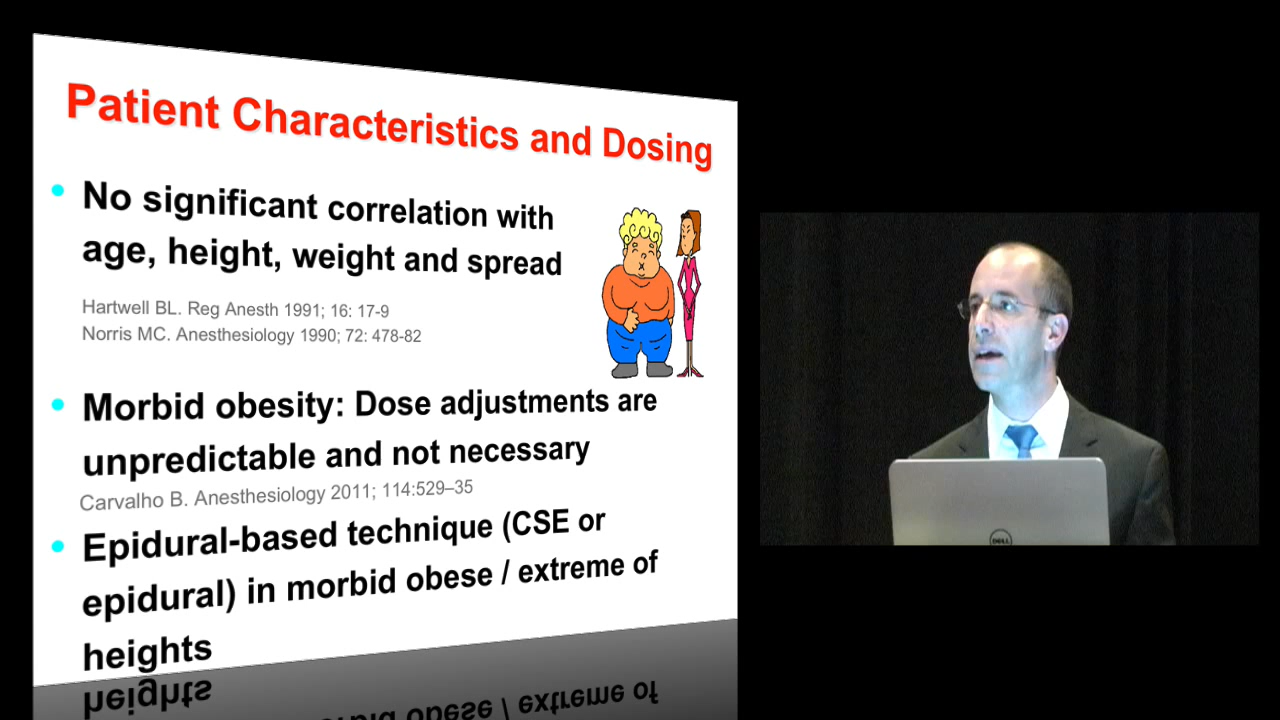 Patient Characteristics and Dosing
No significant correlation with
age, height, weight and spread
Hartwell BL. Reg Anesth 1991; 16: 17-9
Norris MC. Anesthesiology 1990; 72: 478-82
Morbid obesity: Dose adjustments are
unpredictable and not necessary
Carvalho B. Anesthesiology 2011; 114:529–35
Epidural-based technique (CSE or
epidural) in morbid obese / extreme of
heights
DELL